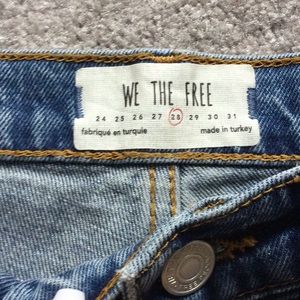 WE THE FREE
24 25 26 27 28 29 30 31
fabriqué en turquie made in turkey